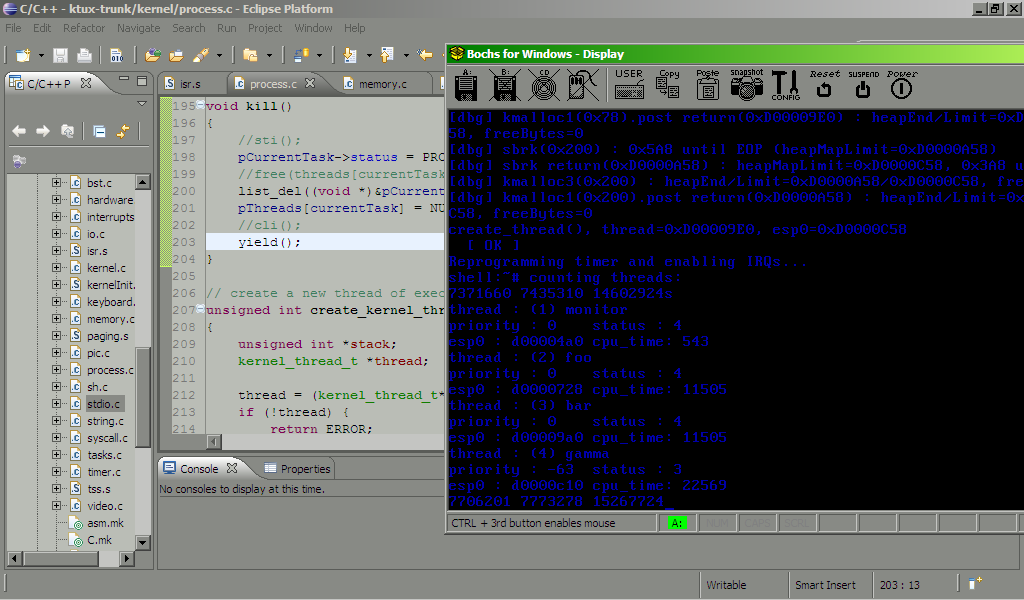 C/C++ - ktux-trunk/kernel/process.c - Eclipse Platform
File Edit Refactor Navigate Search Run Project Window Help
C/C++ P
bst.c
hardware
interrupts
io.c
isr.s
kernel.c
kernelInit.
keyboard.
memory.c
paging.s
pic.c
process.c
sh.c
stdio.c
string.c
syscall.c
tasks.c
timer.c
tss.s
video.c
asm.mk
C.mk
isr.s process.c memory.c
195 void kill()
196 {
197 //sti();
198 pCurrentTask->status = PRO
199 //free(threads[currentTask
200 list_del((void *)&pCurrent
201 pThreads[currentTask] = NU
202 //cli();
203 yield();
204 }
205
206 // create a new thread of exec
207 unsigned int create_kernel_thr
208 {
209 unsigned int *stack;
210 kernel_thread_t *thread;
211
212 thread = (kernel_thread_t*
213 if (!thread) {
214 return ERROR;
Console Properties
No consoles to display at this time.
Bochs for Windows - Display
A: B: CD USER Copy Paste snapshot CONFIG Reset SUSPEND Power
[dbg] kmalloc1(0x78).post return(0xD00009E0) : heapEnd/Limit=0xD
58, freeBytes=0
[dbg] sbrk(0x200) : 0x5A8 until EOP (heapMapLimit=0xD0000A58)
[dbg] sbrk return(0xD0000A58) : heapMapLimit=0xD0000C58, 0x3A8 u
[dbg] kmalloc3(0x200) : heapEnd/Limit=0xD0000A58/0xD0000C58, fre
[dbg] kmalloc1(0x200).post return(0xD0000A58) : heapEnd/Limit=0x
C58, freeBytes=0
create_thread(), thread=0xD00009E0, esp0=0xD0000C58
[ OK ]
Reprogramming timer and enabling IRQs...
shell:~# counting threads:
7371660 7435310 14602924s
thread : (1) monitor
priority : 0 status : 4
esp0 : d00004a0 cpu_time: 543
thread : (2) foo
priority : 0 status : 4
esp0 : d0000728 cpu_time: 11505
thread : (3) bar
priority : 0 status : 4
esp0 : d00009a0 cpu_time: 11505
thread : (4) gamma
priority : -63 status : 3
esp0 : d0000c10 cpu_time: 22569
7706201 7773278 15267724_
CTRL + 3rd button enables mouse A: NUM CAPS SCRL
Writable Smart Insert 203 : 13